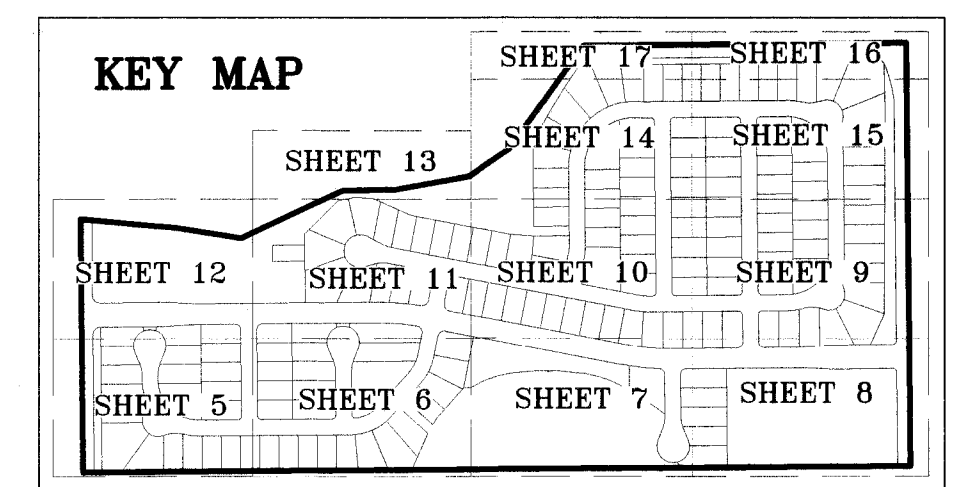 KEY MAP
SHEET 17
SHEET 16
SHEET 14
SHEET 15
SHEET 13
SHEET 12
SHEET 11
SHEET 10
SHEET 9
SHEET 5
SHEET 6
SHEET 7
SHEET 8